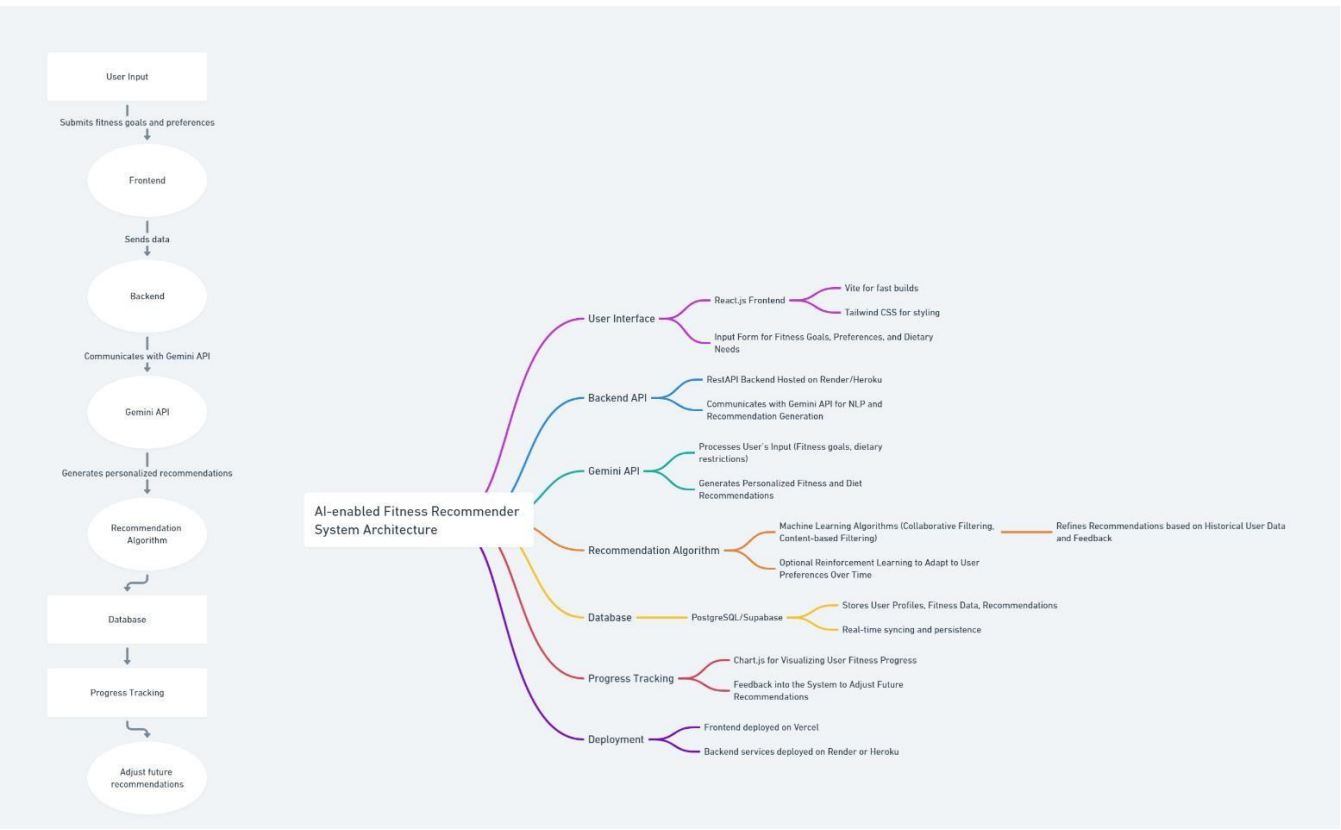 User Input
Submits fitness goals and preferences
Frontend
Sends data
Backend
Communicates with Gemini API
Gemini API
Generates personalized recommendations
Recommendation
Algorithm
Database
Progress Tracking
Adjust future
recommendations
AI-enabled Fitness Recommender
System Architecture
User Interface
React.js Frontend
Vite for fast builds
Tailwind CSS for styling
Input Form for Fitness Goals, Preferences, and Dietary
Needs
Backend API
RestAPI Backend Hosted on Render/Heroku
Communicates with Gemini API for NLP and
Recommendation Generation
Gemini API
Processes User's Input (Fitness goals, dietary
restrictions)
Generates Personalized Fitness and Diet
Recommendations
Recommendation Algorithm
Machine Learning Algorithms (Collaborative Filtering,
Content-based Filtering)
Refines Recommendations based on Historical User Data
and Feedback
Optional Reinforcement Learning to Adapt to User
Preferences Over Time
Database
PostgreSQL/Supabase
Stores User Profiles, Fitness Data, Recommendations
Real-time syncing and persistence
Progress Tracking
Chart.js for Visualizing User Fitness Progress
Feedback into the System to Adjust Future
Recommendations
Deployment
Frontend deployed on Vercel
Backend services deployed on Render or Heroku